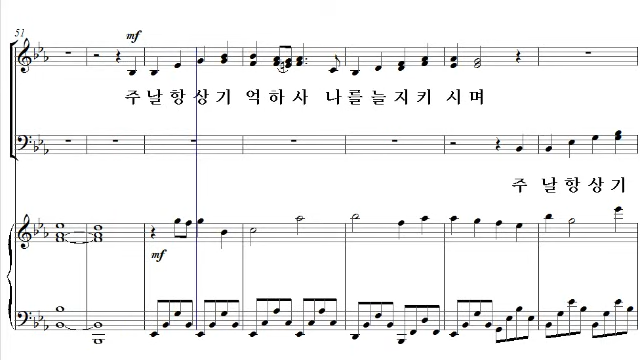 51
mf
주 날 항 상 기 억 하 사 나 를 늘 지 키 시 며
주 날 항 상 기
mf